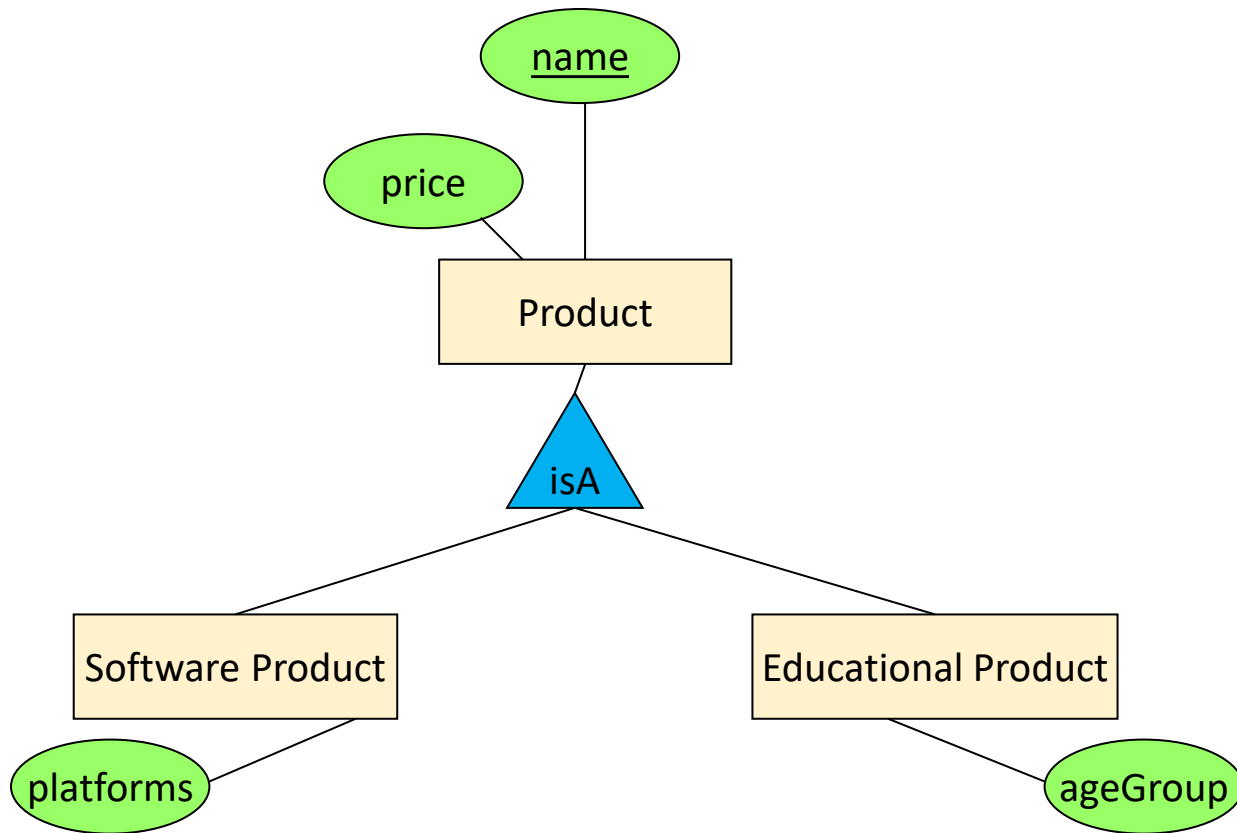 name
price
Product
isA
Software Product
Educational Product
platforms
ageGroup